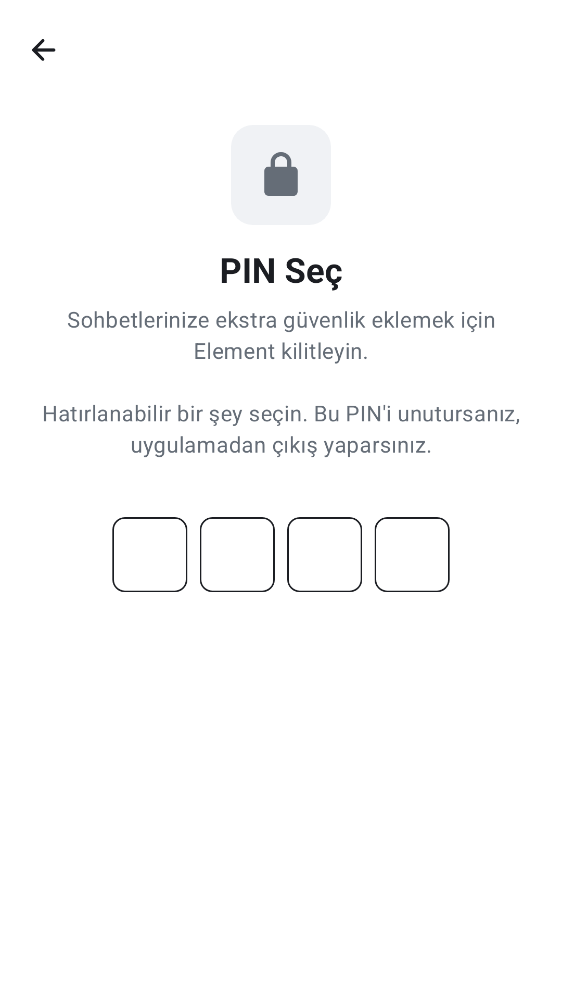 PIN Seç
Sohbetlerinize ekstra güvenlik eklemek için
Element kilitleyin.
Hatırlanabilir bir şey seçin. Bu PIN'i unutursanız,
uygulamadan çıkış yaparsınız.